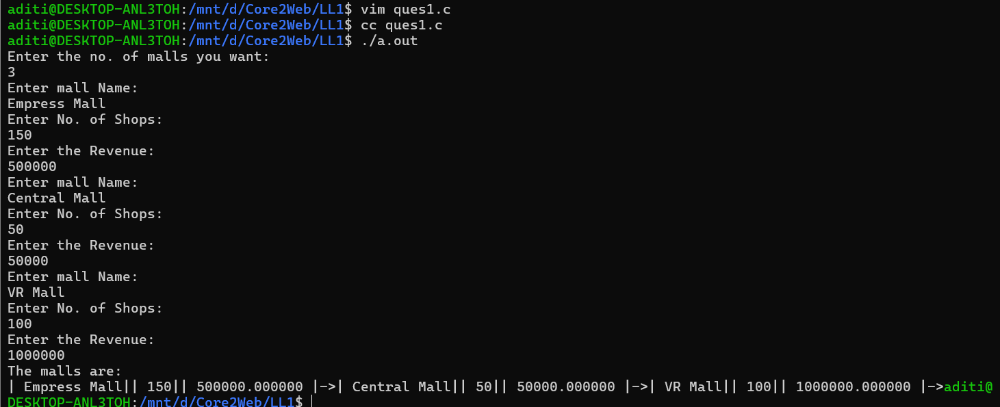 aditi@DESKTOP-ANL3TOH:/mnt/d/Core2Web/LL1$ vim ques1.c
aditi@DESKTOP-ANL3TOH:/mnt/d/Core2Web/LL1$ cc ques1.c
aditi@DESKTOP-ANL3TOH:/mnt/d/Core2Web/LL1$ ./a.out
Enter the no. of malls you want:
3
Enter mall Name:
Empress Mall
Enter No. of Shops:
150
Enter the Revenue:
500000
Enter mall Name:
Central Mall
Enter No. of Shops:
50
Enter the Revenue:
50000
Enter mall Name:
VR Mall
Enter No. of Shops:
100
Enter the Revenue:
1000000
The malls are:
| Empress Mall|| 150|| 500000.000000 |->| Central Mall|| 50|| 50000.000000 |->| VR Mall|| 100|| 1000000.000000 |->aditi@
DESKTOP-ANL3TOH:/mnt/d/Core2Web/LL1$